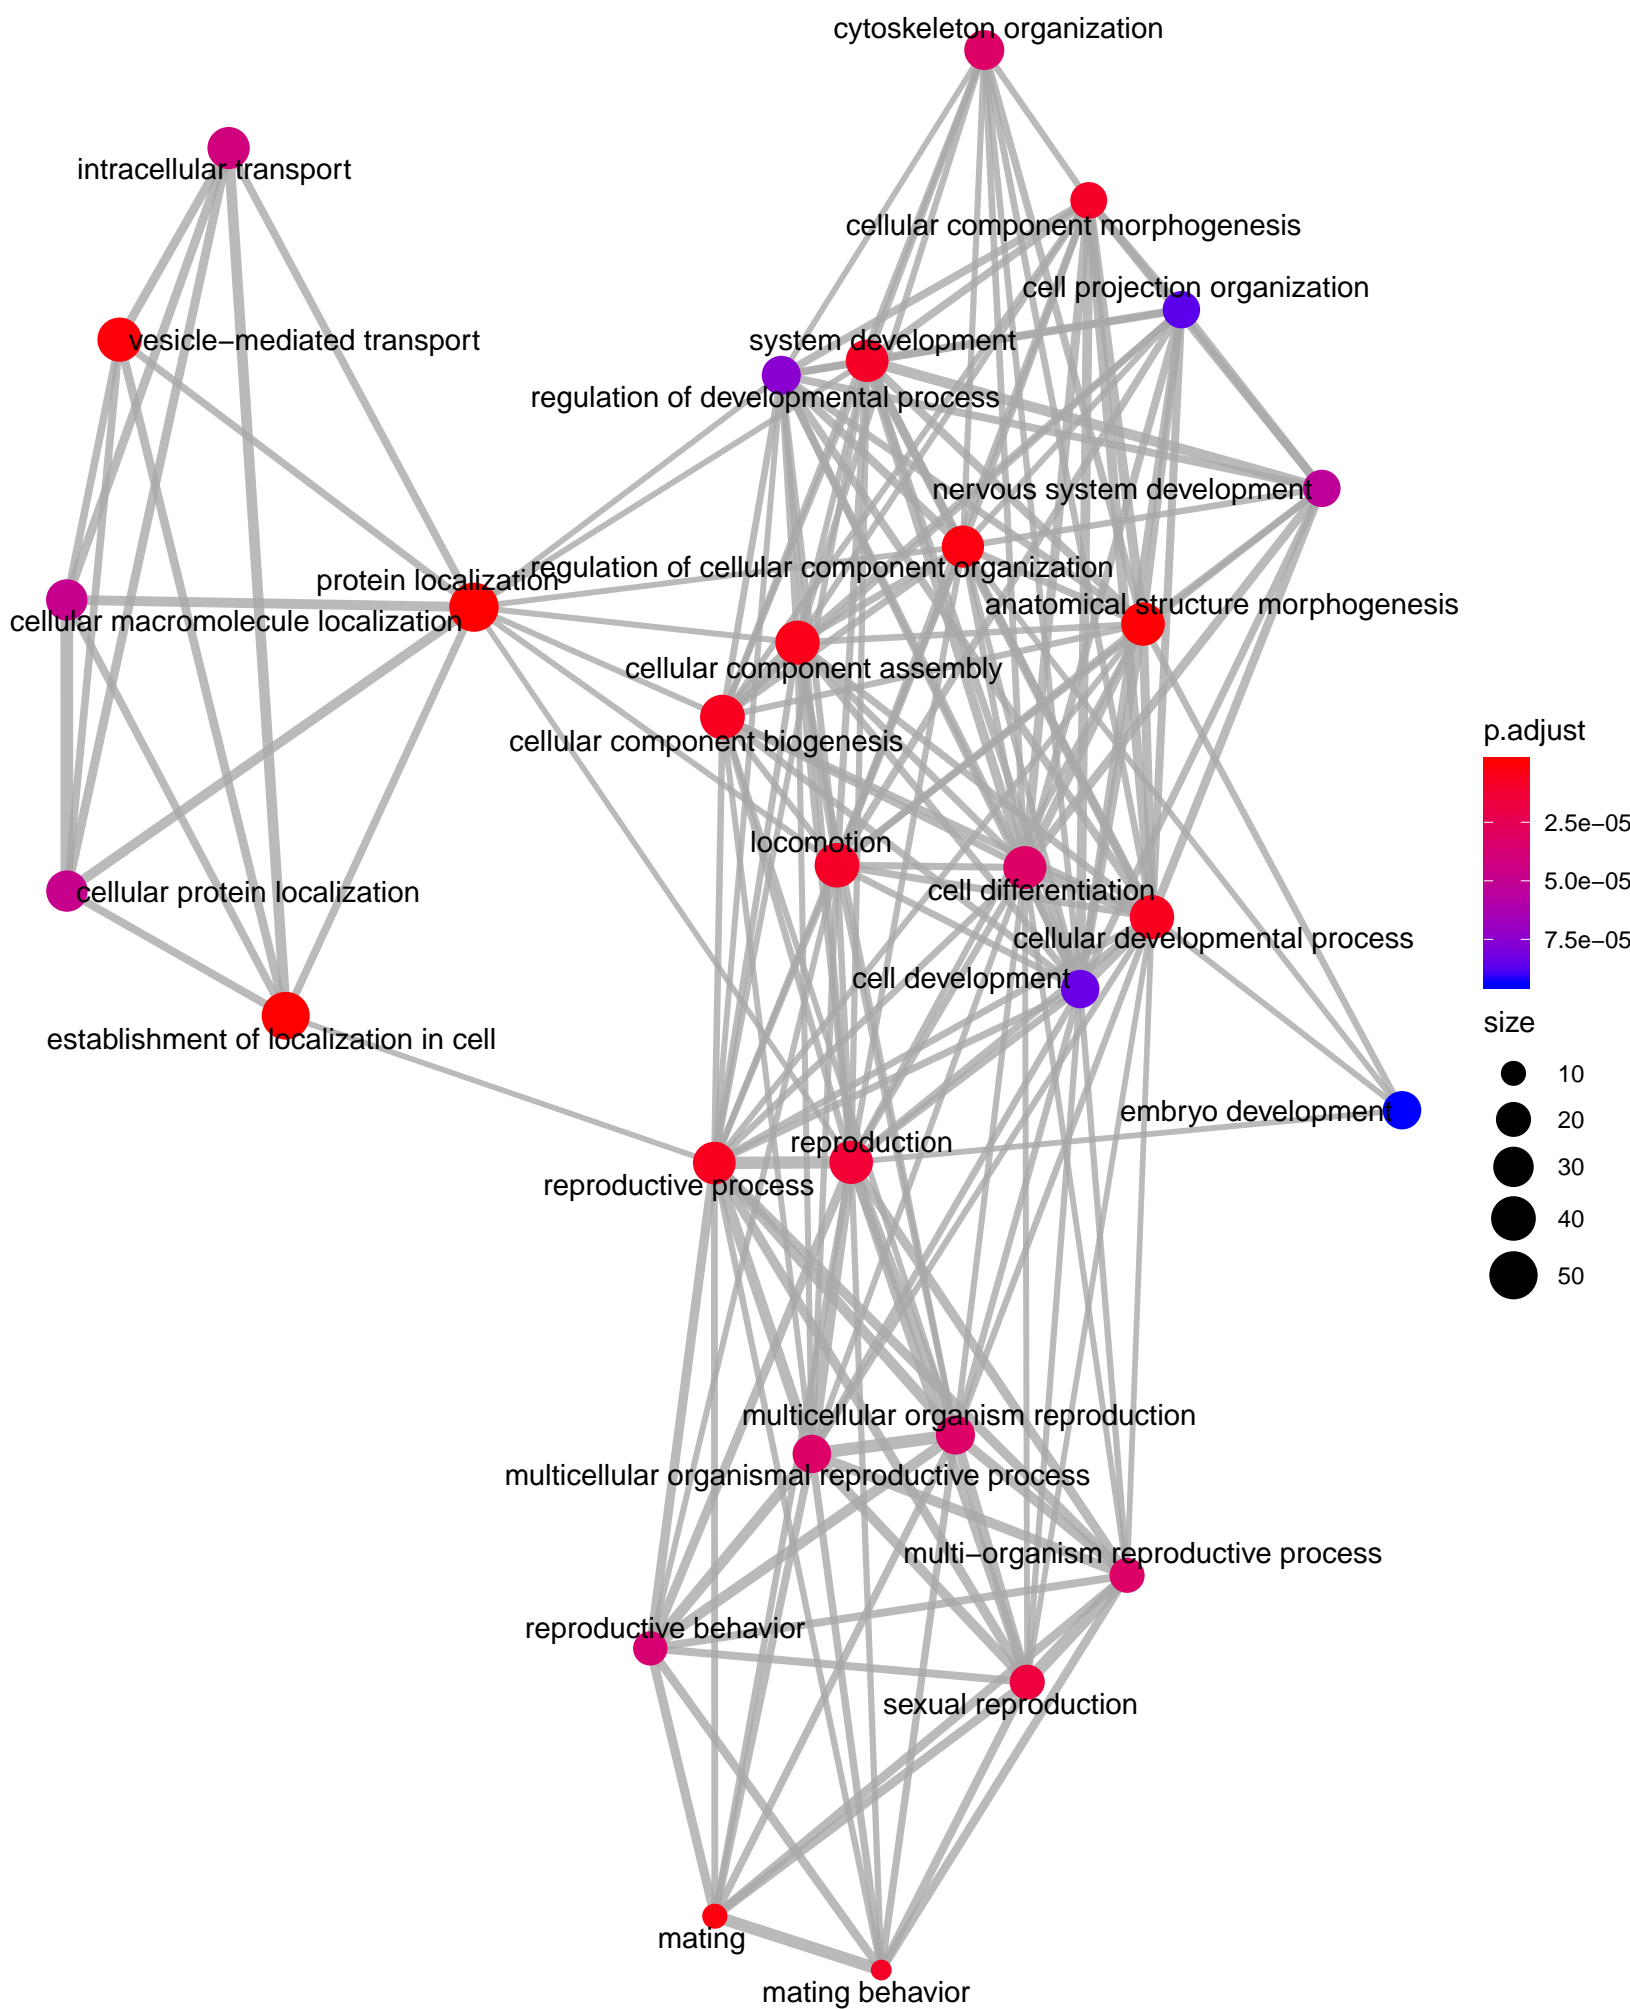 cytoskeleton organization
intracellular transport
cellular component morphogenesis
cell projection organization
vesicle−mediated transport
system development
regulation of developmental process
nervous system development
regulation of cellular component organization
protein localization
anatomical structure morphogenesis
cellular macromolecule localization
cellular component assembly
cellular component biogenesis
p.adjust
2.5e−05
5.0e−05
7.5e−05
locomotion
cell differentiation
cellular protein localization
cellular developmental process
cell development
establishment of localization in cell
size
10
20
30
40
50
embryo development
reproduction
reproductive process
multicellular organism reproduction
multicellular organismal reproductive process
multi−organism reproductive process
reproductive behavior
sexual reproduction
mating
mating behavior